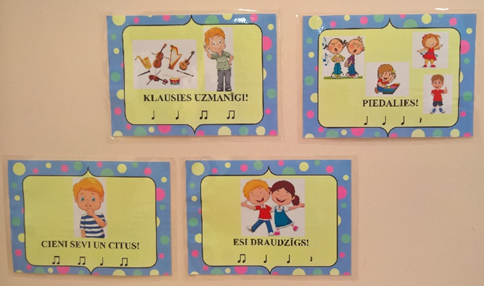 KLAUSIES UZMANĪGI!
PIEDALIES!
CIENI SEVI UN CITUS!
ESI DRAUDZĪGS!